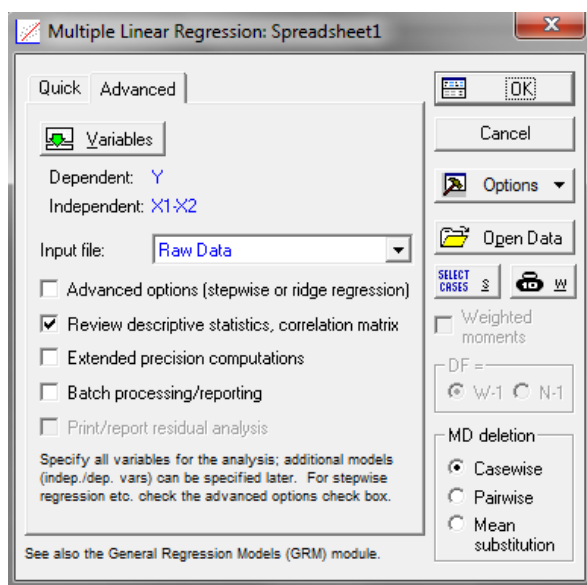 Multiple Linear Regression: Spreadsheet1
Quick Advanced
Variables
Dependent: Y
Independent: X1-X2
Input file: Raw Data
Advanced options (stepwise or ridge regression)
Review descriptive statistics, correlation matrix
Extended precision computations
Batch processing/reporting
Print/report residual analysis
Specify all variables for the analysis; additional models
(indep./dep. vars) can be specified later. For stepwise
regression etc. check the advanced options check box.
See also the General Regression Models (GRM) module.
OK
Cancel
Options
Open Data
SELECT
CASES S W
Weighted
moments
DF =
W-1 N-1
MD deletion
Casewise
Pairwise
Mean
substitution